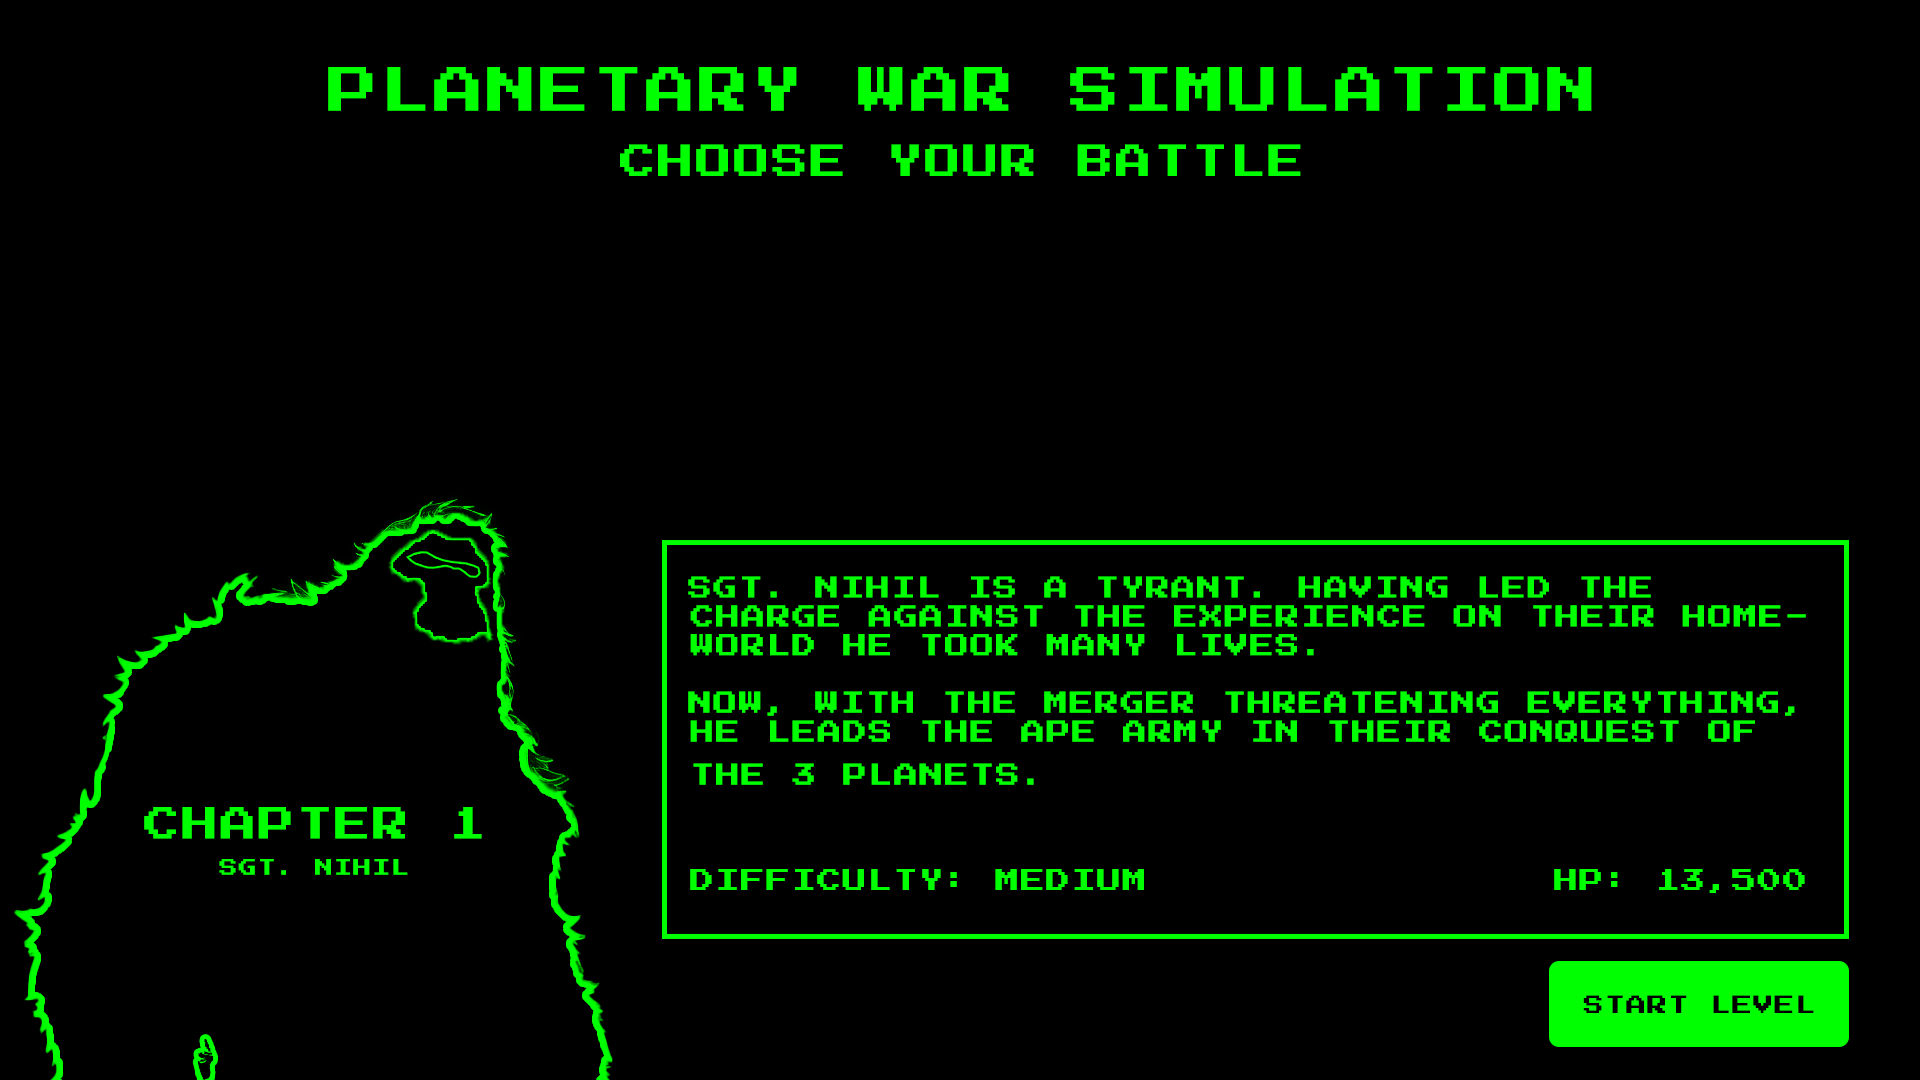 PLANETARY WAR SIMULATION
CHOOSE YOUR BATTLE
SGT. NIHIL IS A TYRANT. HAVING LED THE
CHARGE AGAINST THE EXPERIENCE ON THEIR HOME-
WORLD HE TOOK MANY LIVES.
NOW, WITH THE MERGER THREATENING EVERYTHING,
HE LEADS THE APE ARMY IN THEIR CONQUEST OF
THE 3 PLANETS.
CHAPTER 1
SGT. NIHIL
DIFFICULTY: MEDIUM
HP: 13,500
START LEVEL